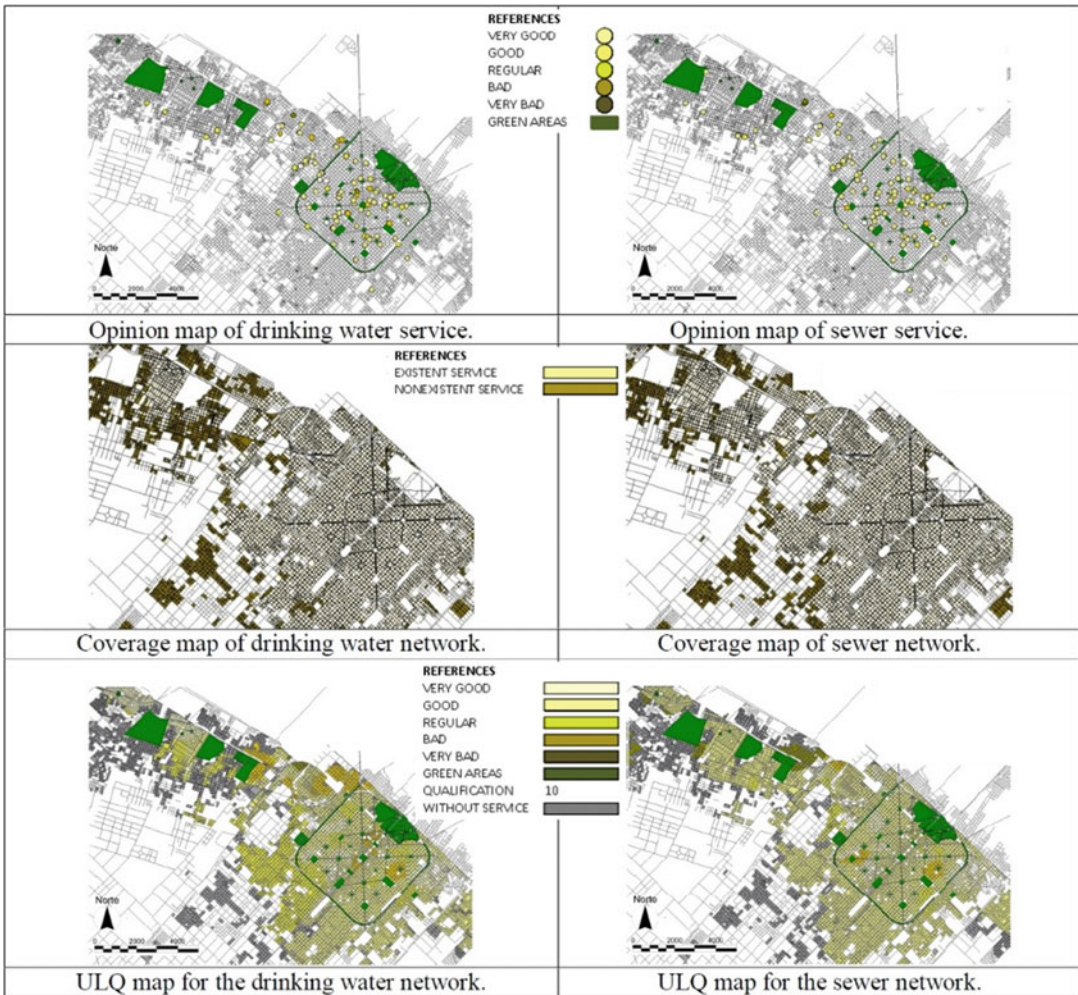 REFERENCES
VERY GOOD
GOOD
REGULAR
BAD
VERY BAD
GREEN AREAS
Norte
0 2000 4000
Norte
0 2000 4000
Opinion map of drinking water service.
Opinion map of sewer service.
REFERENCES
EXISTENT SERVICE
NONEXISTENT SERVICE
Coverage map of drinking water network.
Coverage map of sewer network.
REFERENCES
VERY GOOD
GOOD
REGULAR
BAD
VERY BAD
GREEN AREAS
QUALIFICATION 10
WITHOUT SERVICE
Norte
0 2000 4000
Norte
0 2000 4000
ULQ map for the drinking water network.
ULQ map for the sewer network.